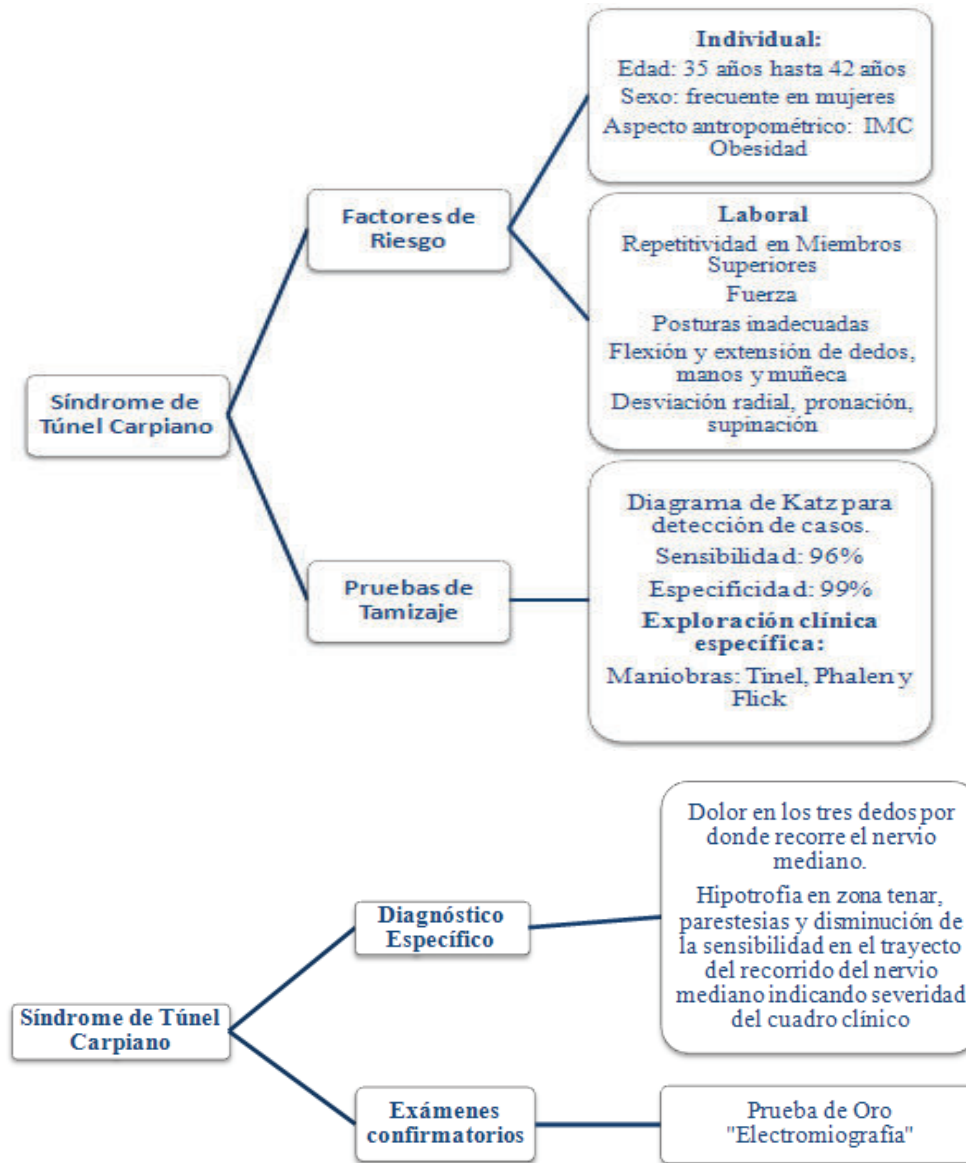 Síndrome de
Túnel Carpiano
Factores de
Riesgo
Individual:
Edad: 35 años hasta 42 años
Sexo: frecuente en mujeres
Aspecto antropométrico: IMC
Obesidad
Laboral
Repetitividad en Miembros
Superiores
Fuerza
Posturas inadecuadas
Flexión y extensión de dedos,
manos y muñeca
Desviación radial, pronación,
supinación
Pruebas de
Tamizaje
Diagrama de Katz para
detección de casos.
Sensibilidad: 96%
Especificidad: 99%
Exploración clínica
específica:
Maniobras: Tinel, Phalen y
Flick
Síndrome de Túnel
Carpiano
Diagnóstico
Específico
Dolor en los tres dedos por
donde recorre el nervio
mediano.
Hipotrofia en zona tenar,
parestesias y disminución de
la sensibilidad en el trayecto
del recorrido del nervio
mediano indicando severidad
del cuadro clínico
Exámenes
confirmatorios
Prueba de Oro
"Electromiografía"